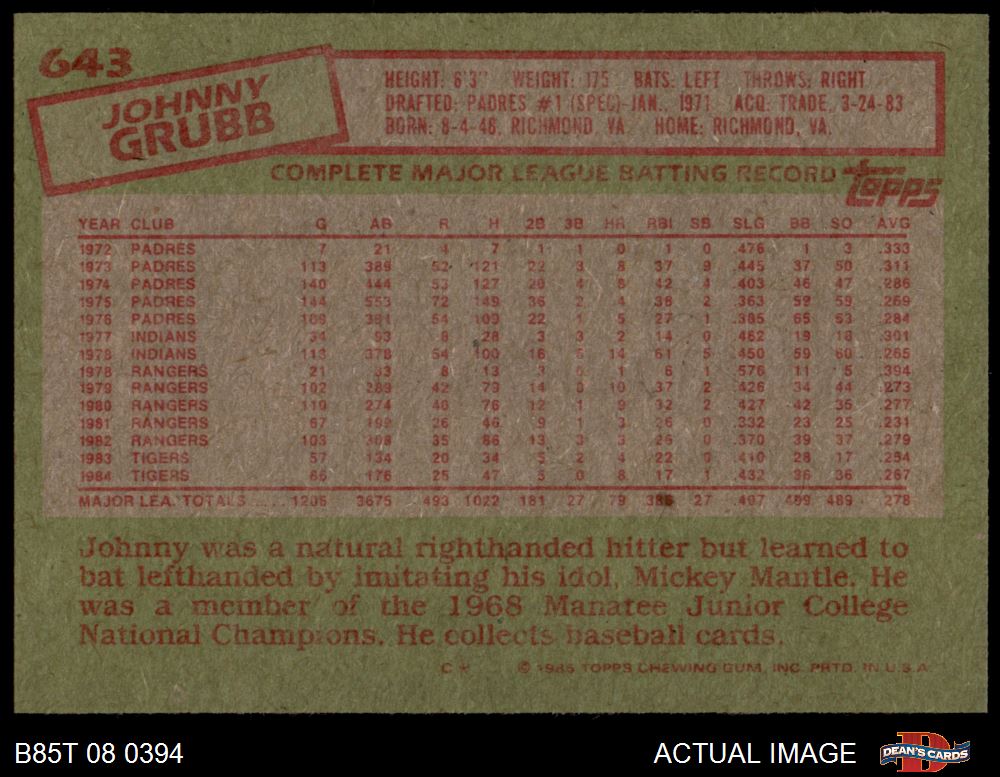 643
JOHNNY
GRUBB
HEIGHT: 6'3" WEIGHT: 175 BATS: LEFT THROWS: RIGHT
DRAFTED: PADRES #1 (SPEC)-JAN., 1971 ACQ: TRADE, 3-24-83
BORN: 8-4-48, RICHMOND, VA. HOME: RICHMOND, VA.
COMPLETE MAJOR LEAGUE BATTING RECORD topps
YEAR CLUB G AB R H 2B 3B HR RBI SB SLG BB SO AVG
1972 PADRES 7 21 4 7 1 1 0 1 0 .476 1 3 .333
1973 PADRES 113 389 52 121 22 3 8 37 9 .445 37 50 .311
1974 PADRES 140 444 53 127 20 4 8 42 4 .403 46 47 .286
1975 PADRES 144 553 72 149 36 2 4 38 2 .363 59 59 .269
1976 PADRES 109 384 54 109 22 1 5 27 1 .385 65 53 .284
1977 INDIANS 34 93 8 28 3 3 2 14 0 .462 19 18 .301
1978 INDIANS 113 378 54 100 16 6 14 61 5 .450 59 60 .265
1978 RANGERS 21 33 8 13 3 0 1 6 1 .576 11 5 .394
1979 RANGERS 102 289 42 79 14 0 10 37 2 .426 34 44 .273
1980 RANGERS 110 274 40 76 12 1 9 32 2 .427 42 35 .277
1981 RANGERS 67 199 26 46 9 1 3 26 0 .332 23 25 .231
1982 RANGERS 103 308 35 86 13 3 3 26 0 .370 39 37 .279
1983 TIGERS 57 134 20 34 5 2 4 22 0 .410 28 17 .254
1984 TIGERS 86 176 25 47 5 0 8 17 1 .432 36 36 .267
MAJOR LEA. TOTALS 1206 3675 493 1022 181 27 79 386 27 .407 499 489 .278
Johnny was a natural righthanded hitter but learned to
bat lefthanded by imitating his idol, Mickey Mantle. He
was a member of the 1968 Manatee Junior College
National Champions. He collects baseball cards.
C * © 1985 TOPPS CHEWING GUM, INC. PRTD. IN U.S.A.
B85T 08 0394 ACTUAL IMAGE DEAN'S CARDS